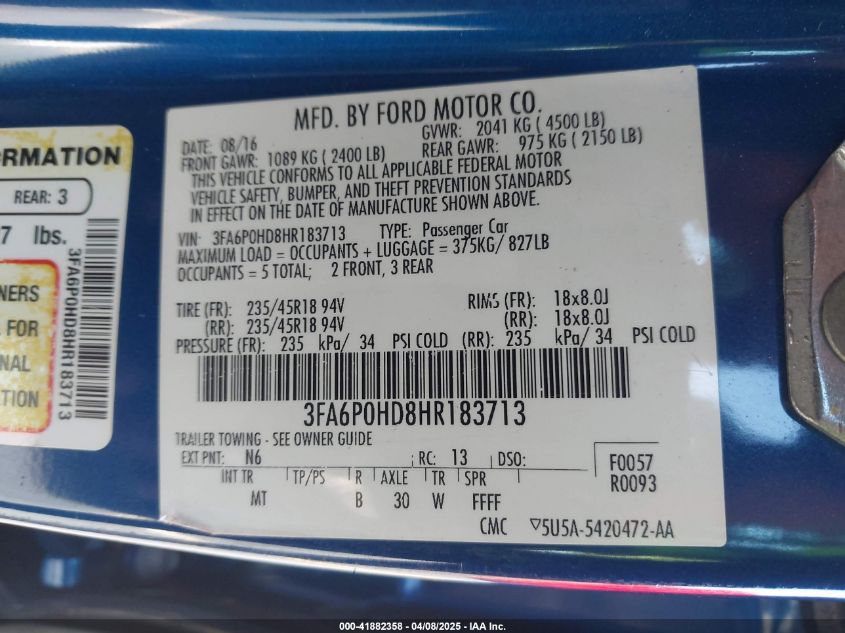 ORMATION
REAR: 3
7 lbs.
NERS
FOR
NAL
TION
3FA6P0HD8HR183713
MFD. BY FORD MOTOR CO.
DATE: 08/16 GVWR: 2041 KG ( 4500 LB)
FRONT GAWR: 1089 KG ( 2400 LB) REAR GAWR: 975 KG ( 2150 LB)
THIS VEHICLE CONFORMS TO ALL APPLICABLE FEDERAL MOTOR
VEHICLE SAFETY, BUMPER, AND THEFT PREVENTION STANDARDS
IN EFFECT ON THE DATE OF MANUFACTURE SHOWN ABOVE.
VIN: 3FA6P0HD8HR183713 TYPE: Passenger Car
MAXIMUM LOAD = OCCUPANTS + LUGGAGE = 375KG/ 827LB
OCCUPANTS = 5 TOTAL; 2 FRONT, 3 REAR
TIRE (FR): 235/45R18 94V RIMS (FR): 18x8.0J
(RR): 235/45R18 94V (RR): 18x8.0J
PRESSURE (FR): 235 kPa/ 34 PSI COLD (RR): 235 kPa/ 34 PSI COLD
3FA6P0HD8HR183713
TRAILER TOWING - SEE OWNER GUIDE
EXT PNT: N6 RC: 13 DSO: F0057
R0093
INT TR TP/PS R AXLE TR SPR
MT B 30 W FFFF
CMC ▽5U5A-5420472-AA
000-41882358 - 04/08/2025 - IAA Inc.